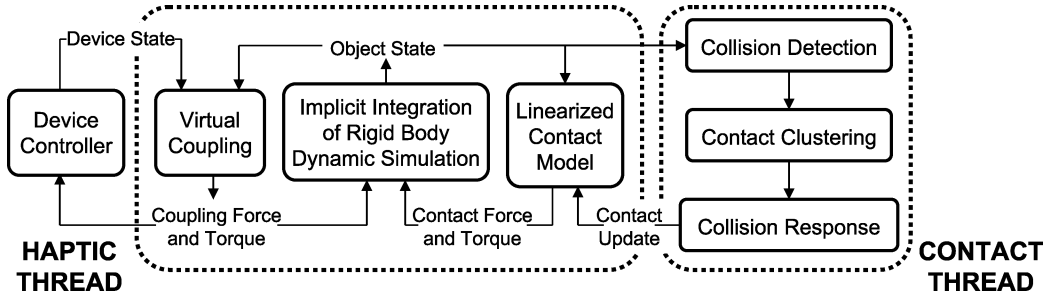 Device State
Object State
Collision Detection
Device
Controller
Virtual
Coupling
Implicit Integration
of Rigid Body
Dynamic Simulation
Linearized
Contact
Model
Contact Clustering
Coupling Force
and Torque
Contact Force
and Torque
Contact
Update
Collision Response
HAPTIC
THREAD
CONTACT
THREAD